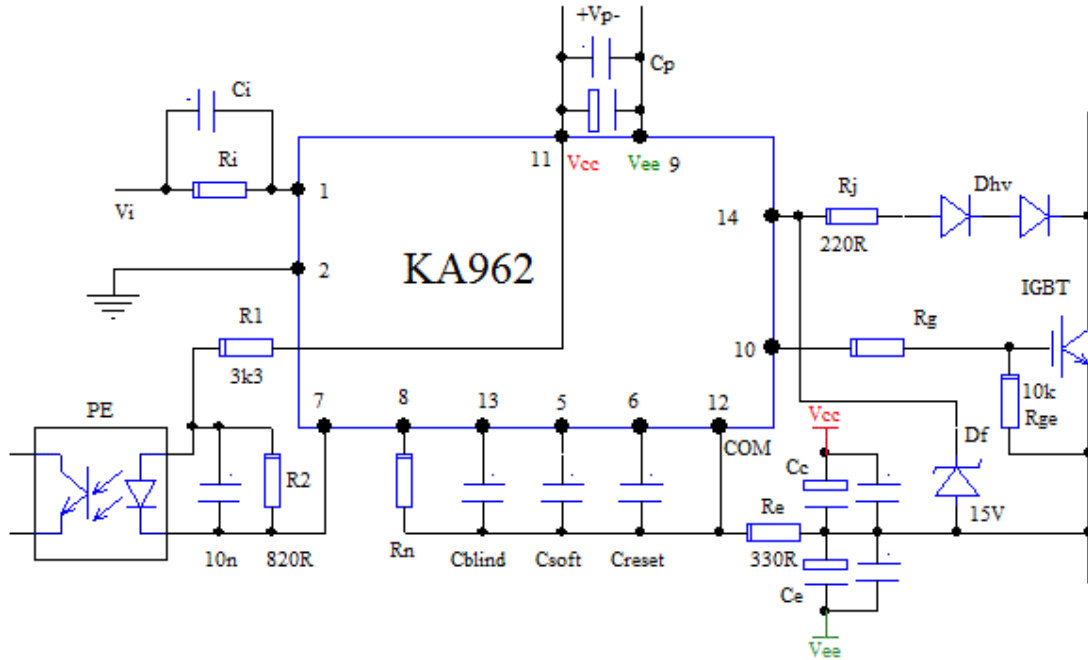 +Vp-
Cp
Ci
Ri
Vi
1
11
Vcc
Vee
9
Rj
Dhv
14
220R
2
KA962
IGBT
R1
Rg
10
3k3
10k
Rge
PE
7
8
13
5
6
12
COM
Vcc
Df
Cc
R2
Re
15V
10n
820R
Rn
Cblind
Csoft
Creset
330R
Ce
Vee